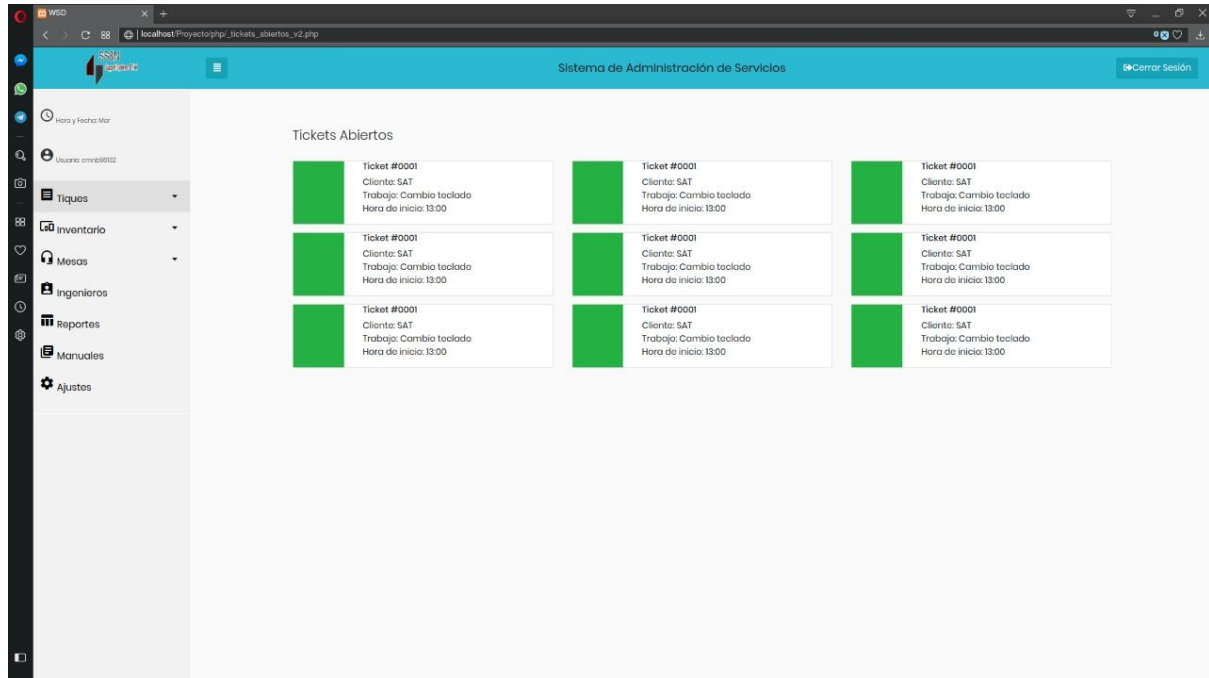 WSD
localhost/Proyecto/php/_tickets_abiertos_v2.php
Sistema de Administración de Servicios
Cerrar Sesión
Hora y Fecha: Mar
Tiques
Inventario
Mesas
Ingenieros
Reportes
Manuales
Ajustes
Tickets Abiertos
Ticket #0001
Cliente: SAT
Trabajo: Cambio teclado
Hora de inicio: 13:00
Ticket #0001
Cliente: SAT
Trabajo: Cambio teclado
Hora de inicio: 13:00
Ticket #0001
Cliente: SAT
Trabajo: Cambio teclado
Hora de inicio: 13:00
Ticket #0001
Cliente: SAT
Trabajo: Cambio teclado
Hora de inicio: 13:00
Ticket #0001
Cliente: SAT
Trabajo: Cambio teclado
Hora de inicio: 13:00
Ticket #0001
Cliente: SAT
Trabajo: Cambio teclado
Hora de inicio: 13:00
Ticket #0001
Cliente: SAT
Trabajo: Cambio teclado
Hora de inicio: 13:00
Ticket #0001
Cliente: SAT
Trabajo: Cambio teclado
Hora de inicio: 13:00
Ticket #0001
Cliente: SAT
Trabajo: Cambio teclado
Hora de inicio: 13:00